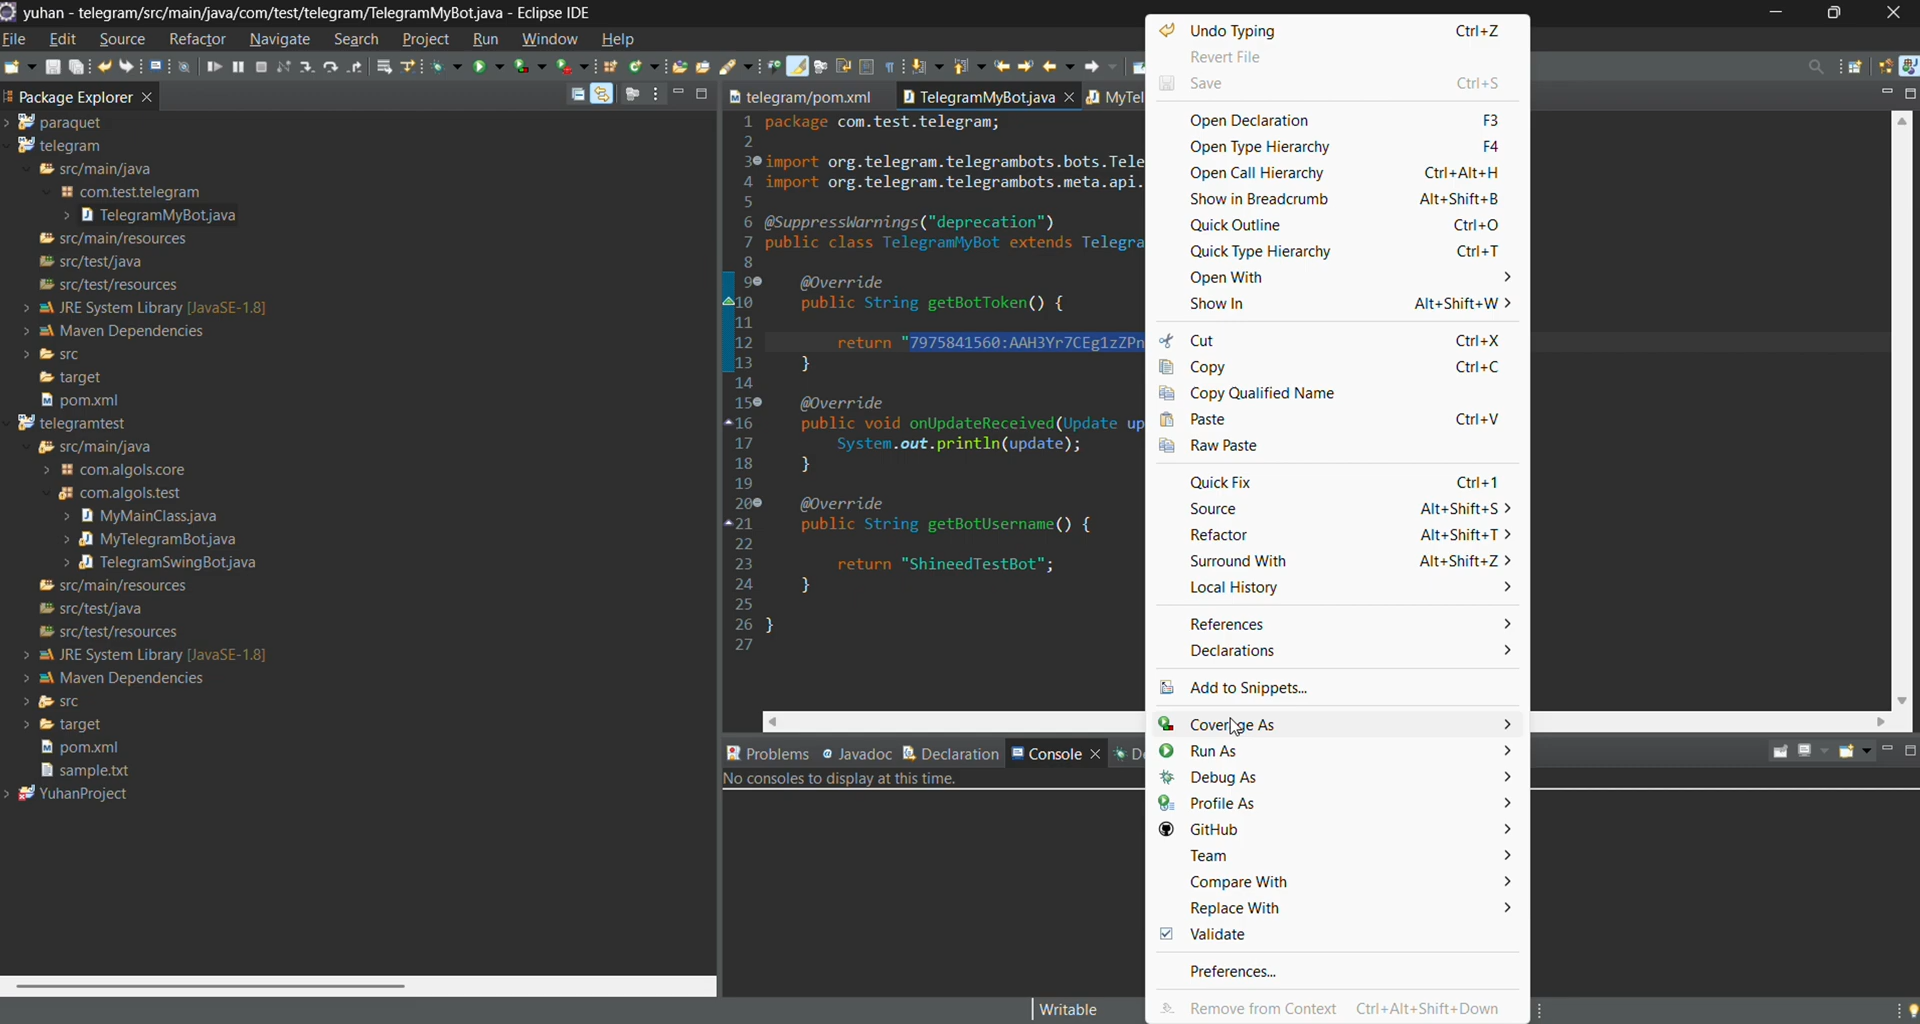 yuhan - telegram/src/main/java/com/test/telegram/TelegramMyBot.java - Eclipse IDE
File Edit Source Refactor Navigate Search Project Run Window Help
Package Explorer
paraquet
telegram
src/main/java
com.test.telegram
TelegramMyBot.java
src/main/resources
src/test/java
src/test/resources
JRE System Library [JavaSE-1.8]
Maven Dependencies
src
target
pom.xml
telegramtest
src/main/java
com.algols.core
com.algols.test
MyMainClass.java
MyTelegramBot.java
TelegramSwingBot.java
src/main/resources
src/test/java
src/test/resources
JRE System Library [JavaSE-1.8]
Maven Dependencies
src
target
pom.xml
sample.txt
YuhanProject
telegram/pom.xml TelegramMyBot.java MyTel
1 package com.test.telegram;
2
3 import org.telegram.telegrambots.bots.Tele
4 import org.telegram.telegrambots.meta.api.
5
6 @SuppressWarnings("deprecation")
7 public class TelegramMyBot extends Telegra
8
9 @Override
10 public String getBotToken() {
11
12 return "7975841560:AAH3Yr7CEg1zZPn
13 }
14
15 @Override
16 public void onUpdateReceived(Update up
17 System.out.println(update);
18 }
19
20 @Override
21 public String getBotUsername() {
22
23 return "ShineedTestBot";
24 }
25
26 }
27
Problems @ Javadoc Declaration Console De
No consoles to display at this time.
Writable
Undo Typing Ctrl+Z
Revert File
Save Ctrl+S
Open Declaration F3
Open Type Hierarchy F4
Open Call Hierarchy Ctrl+Alt+H
Show in Breadcrumb Alt+Shift+B
Quick Outline Ctrl+O
Quick Type Hierarchy Ctrl+T
Open With
Show In Alt+Shift+W
Cut Ctrl+X
Copy Ctrl+C
Copy Qualified Name
Paste Ctrl+V
Raw Paste
Quick Fix Ctrl+1
Source Alt+Shift+S
Refactor Alt+Shift+T
Surround With Alt+Shift+Z
Local History
References
Declarations
Add to Snippets...
Coverage As
Run As
Debug As
Profile As
GitHub
Team
Compare With
Replace With
Validate
Preferences...
Remove from Context Ctrl+Alt+Shift+Down